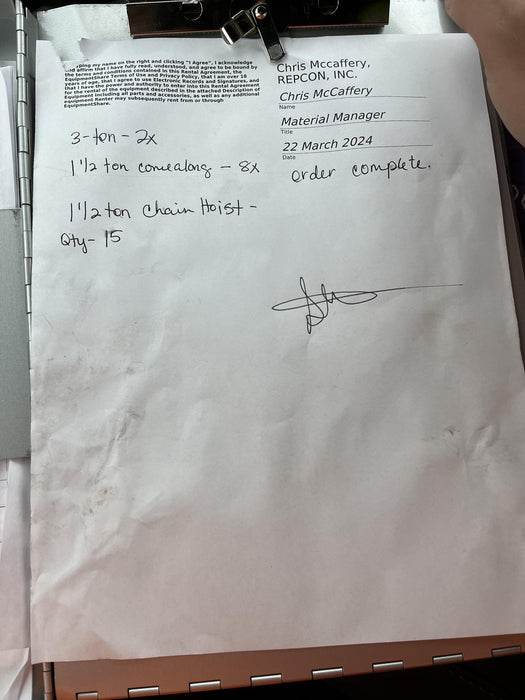 ping my name on the right and clicking "I Agree", I acknowledge
and affirm that I have fully read, understood, and agree to be bound by
the terms and conditions contained in this Rental Agreement, the
EquipmentShare Terms of Use and Privacy Policy, that I am over 18
years of age, that I agree to use Electronic Records and Signatures, and
that I have the power and authority to enter into this Rental Agreement
for the rental of the equipment described in the attached Description of
Equipment including all parts and accessories, as well as any additional
equipment Renter may subsequently rent from or through
EquipmentShare.
Chris Mccaffery,
REPCON, INC.
Chris McCaffery
Name
Material Manager
Title
22 March 2024
Date
order complete.
3-ton - 2x
1 1/2 ton comealong - 8x
1 1/2 ton Chain Hoist -
Qty- 15